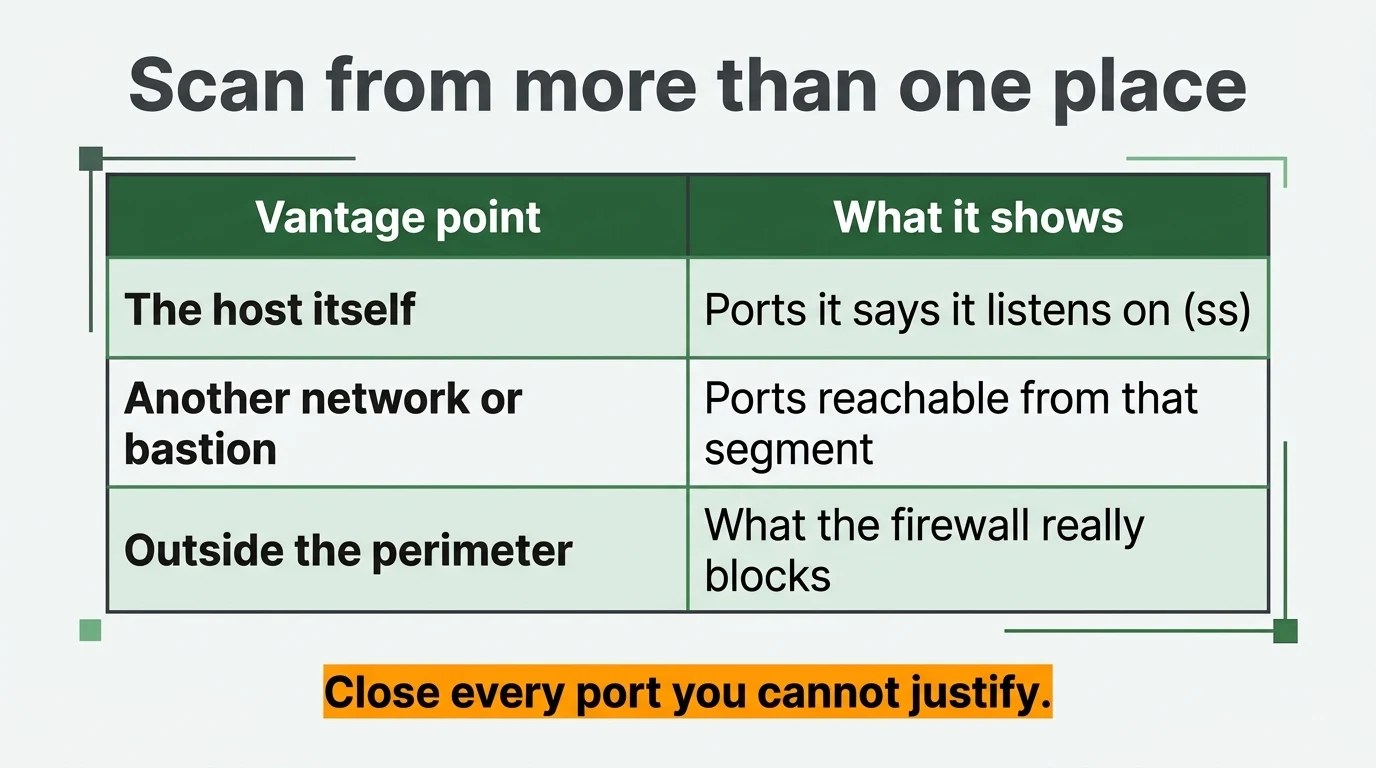 Scan from more than one place
Vantage point
What it shows
The host itself
Ports it says it listens on (ss)
Another network or
bastion
Ports reachable from that
segment
Outside the perimeter
What the firewall really
blocks
Close every port you cannot justify.